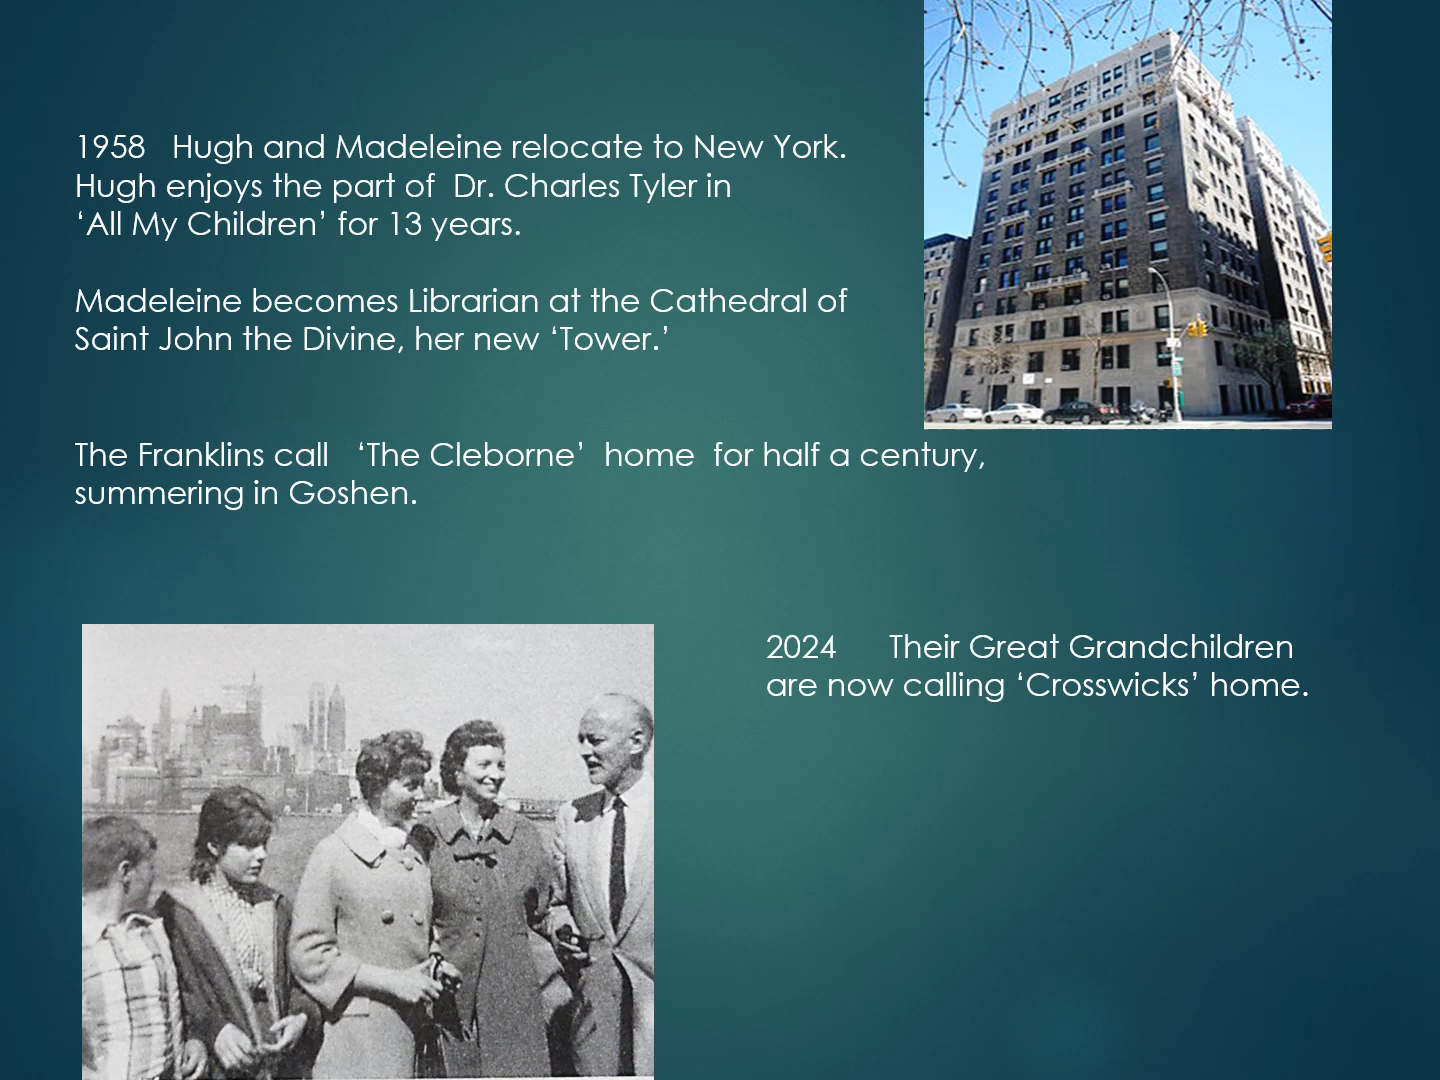 1958   Hugh and Madeleine relocate to New York.
Hugh enjoys the part of  Dr. Charles Tyler in
‘All My Children’ for 13 years.
Madeleine becomes Librarian at the Cathedral of
Saint John the Divine, her new ‘Tower.’
The Franklins call   ‘The Cleborne’  home  for half a century,
summering in Goshen.
2024     Their Great Grandchildren
are now calling ‘Crosswicks’ home.